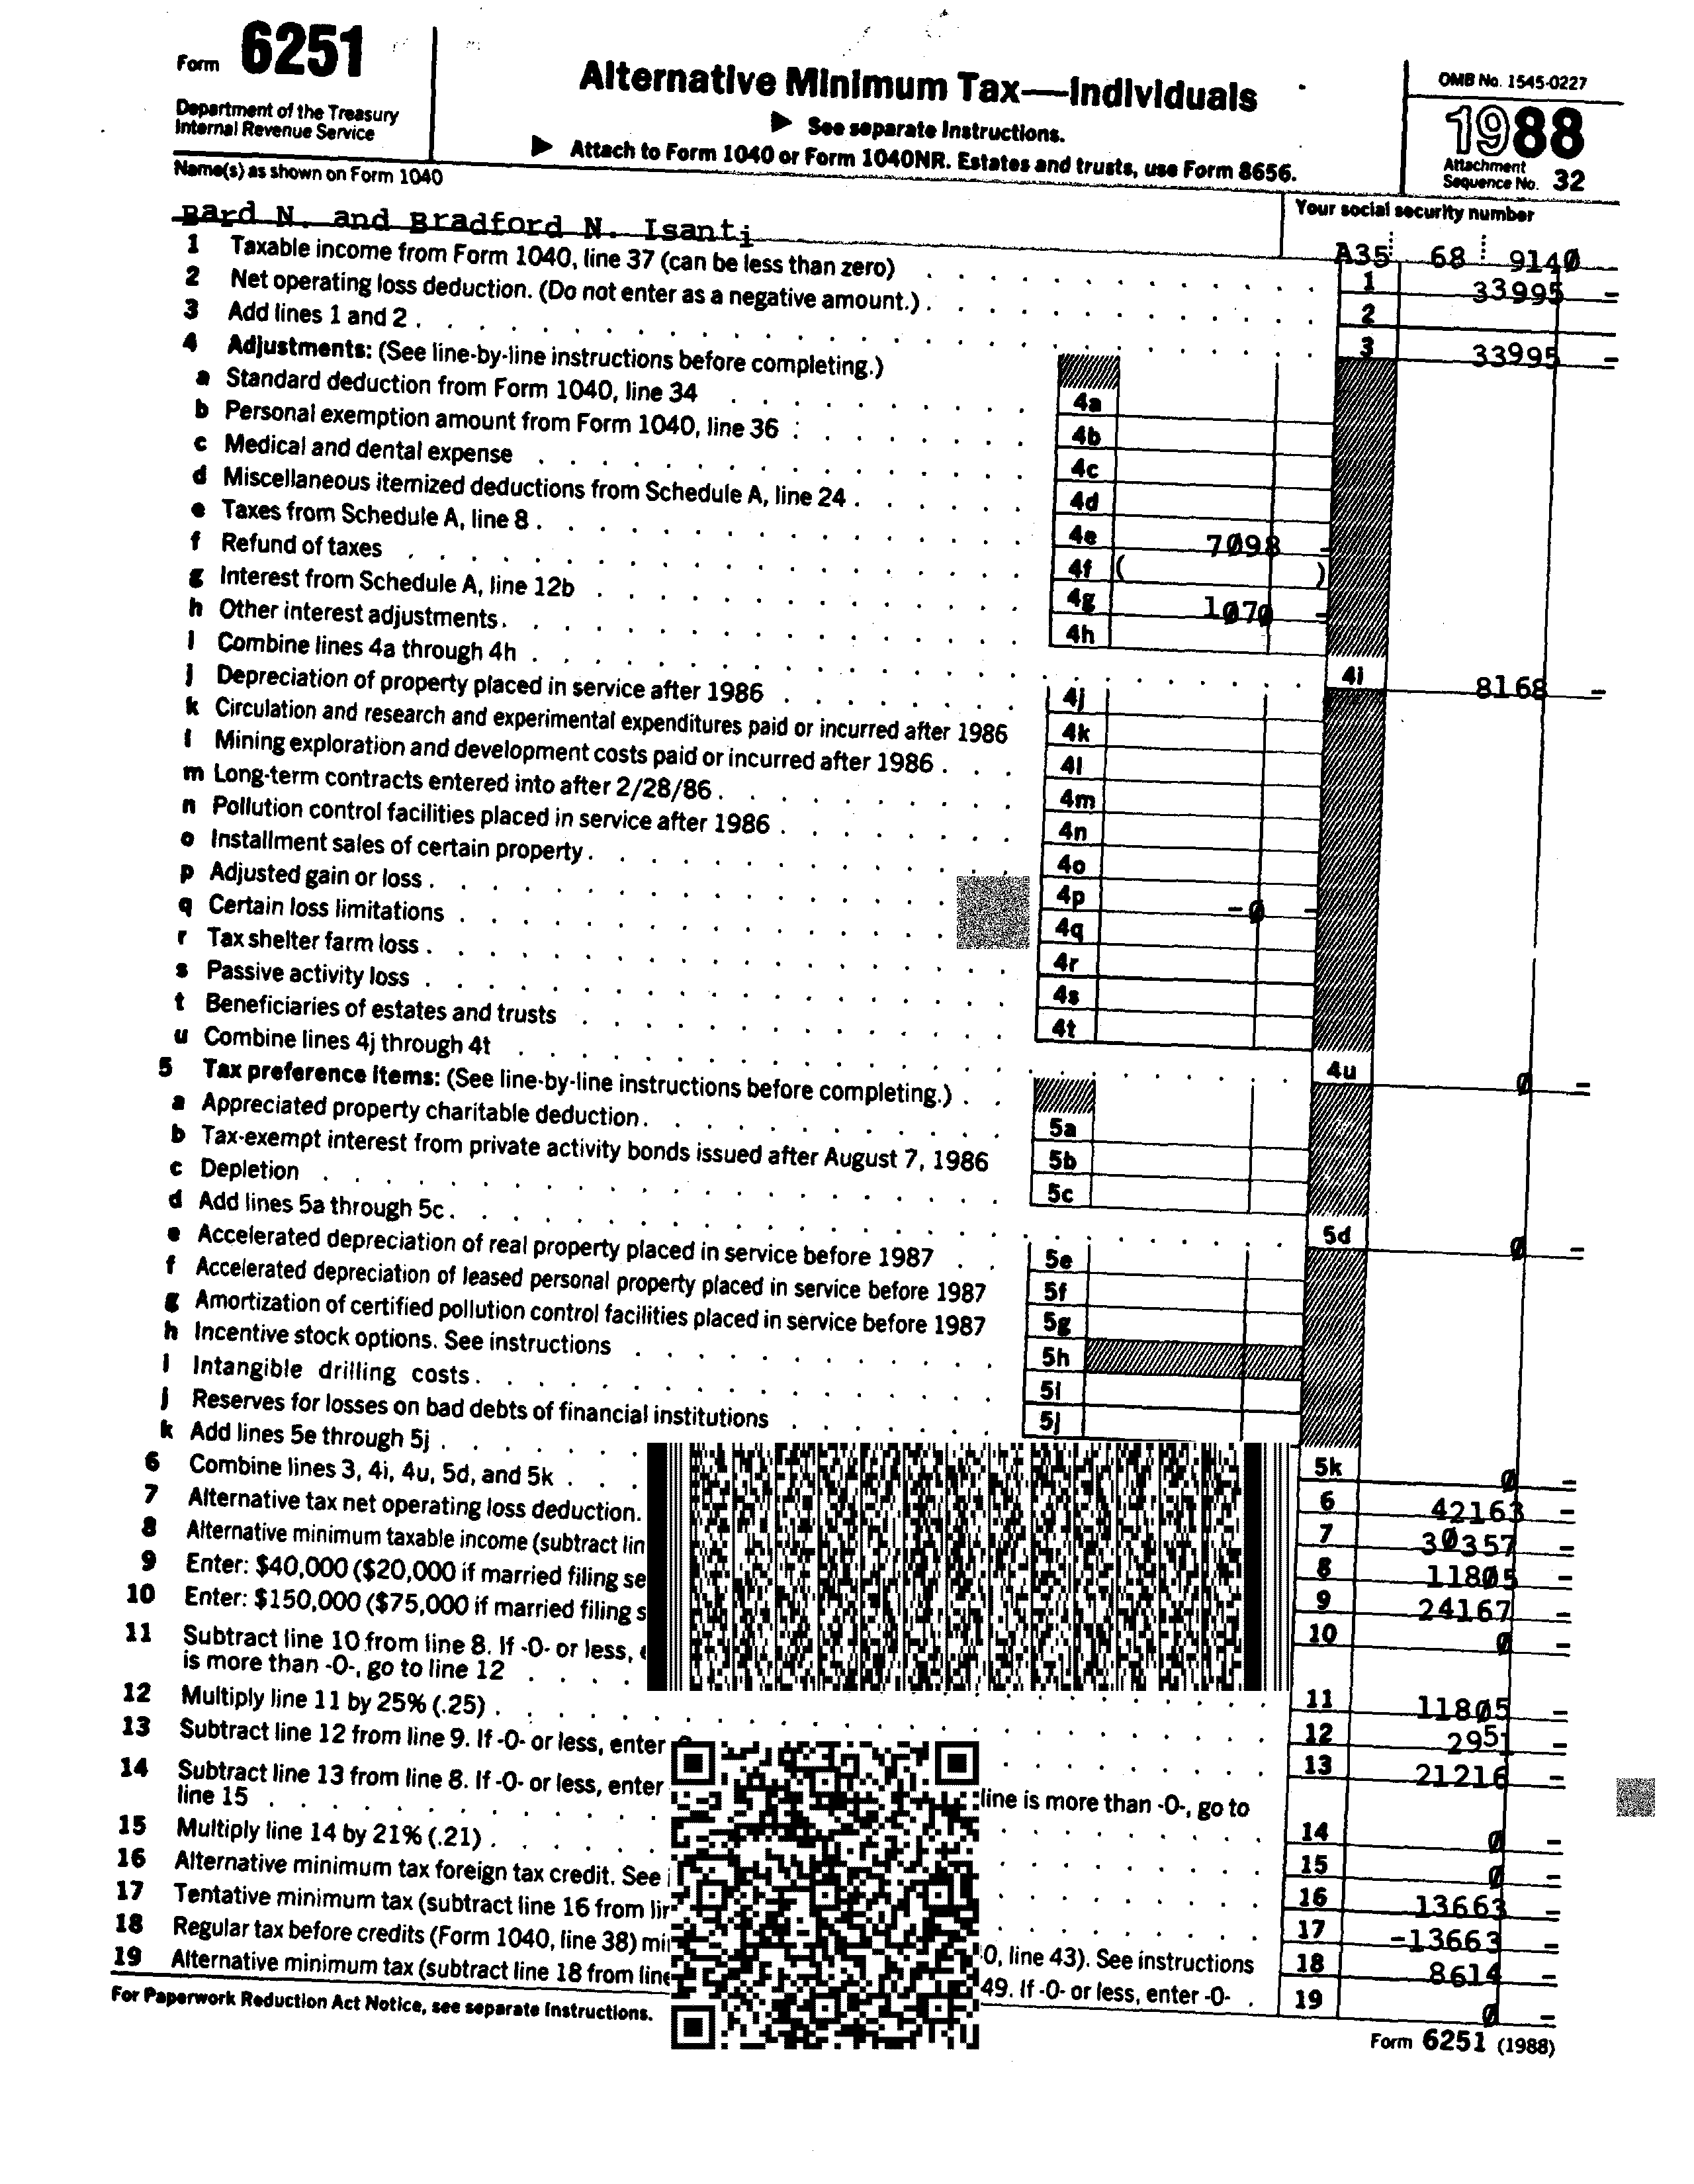 Form 6251
Department of the Treasury
Internal Revenue Service
Alternative Minimum Tax—Individuals
▶ See separate Instructions.
▶ Attach to Form 1040 or Form 1040NR. Estates and trusts, use Form 8656.
OMB No. 1545-0227
1988
Attachment
Sequence No. 32
Name(s) as shown on Form 1040
Your social security number
Bard N. and Bradford N. Isanti
A35 68 9140
1 Taxable income from Form 1040, line 37 (can be less than zero) 1 33995 –
2 Net operating loss deduction. (Do not enter as a negative amount.) 2
3 Add lines 1 and 2 3 33995 –
4 Adjustments: (See line-by-line instructions before completing.)
a Standard deduction from Form 1040, line 34 4a
b Personal exemption amount from Form 1040, line 36 4b
c Medical and dental expense 4c
d Miscellaneous itemized deductions from Schedule A, line 24 4d
e Taxes from Schedule A, line 8 4e 7098 –
f Refund of taxes 4f ( )
g Interest from Schedule A, line 12b 4g 1070 –
h Other interest adjustments 4h
i Combine lines 4a through 4h 4i 8168 –
j Depreciation of property placed in service after 1986 4j
k Circulation and research and experimental expenditures paid or incurred after 1986 4k
l Mining exploration and development costs paid or incurred after 1986 4l
m Long-term contracts entered into after 2/28/86 4m
n Pollution control facilities placed in service after 1986 4n
o Installment sales of certain property 4o
p Adjusted gain or loss 4p -0 –
q Certain loss limitations 4q
r Tax shelter farm loss 4r
s Passive activity loss 4s
t Beneficiaries of estates and trusts 4t
u Combine lines 4j through 4t 4u 0 –
5 Tax preference items: (See line-by-line instructions before completing.)
a Appreciated property charitable deduction 5a
b Tax-exempt interest from private activity bonds issued after August 7, 1986 5b
c Depletion 5c
d Add lines 5a through 5c 5d 0 –
e Accelerated depreciation of real property placed in service before 1987 5e
f Accelerated depreciation of leased personal property placed in service before 1987 5f
g Amortization of certified pollution control facilities placed in service before 1987 5g
h Incentive stock options. See instructions 5h
i Intangible drilling costs 5i
j Reserves for losses on bad debts of financial institutions 5j
k Add lines 5e through 5j 5k 0 –
6 Combine lines 3, 4i, 4u, 5d, and 5k 6 42163 –
7 Alternative tax net operating loss deduction. 7 30357 –
8 Alternative minimum taxable income (subtract lin 8 11805 –
9 Enter: $40,000 ($20,000 if married filing se 9 24167 –
10 Enter: $150,000 ($75,000 if married filing s 10 0 –
11 Subtract line 10 from line 8. If -0- or less,
is more than -0-, go to line 12 11 11805 –
12 Multiply line 11 by 25% (.25) 12 2951 –
13 Subtract line 12 from line 9. If -0- or less, enter 13 21216 –
14 Subtract line 13 from line 8. If -0- or less, enter line is more than -0-, go to
line 15 14 0 –
15 Multiply line 14 by 21% (.21) 15 0 –
16 Alternative minimum tax foreign tax credit. See 16 13663 –
17 Tentative minimum tax (subtract line 16 from lin 17 -13663 –
18 Regular tax before credits (Form 1040, line 38) mi 0, line 43). See instructions 18 8614 –
19 Alternative minimum tax (subtract line 18 from line 49. If -0- or less, enter -0- 19 0 –
For Paperwork Reduction Act Notice, see separate Instructions.
Form 6251 (1988)